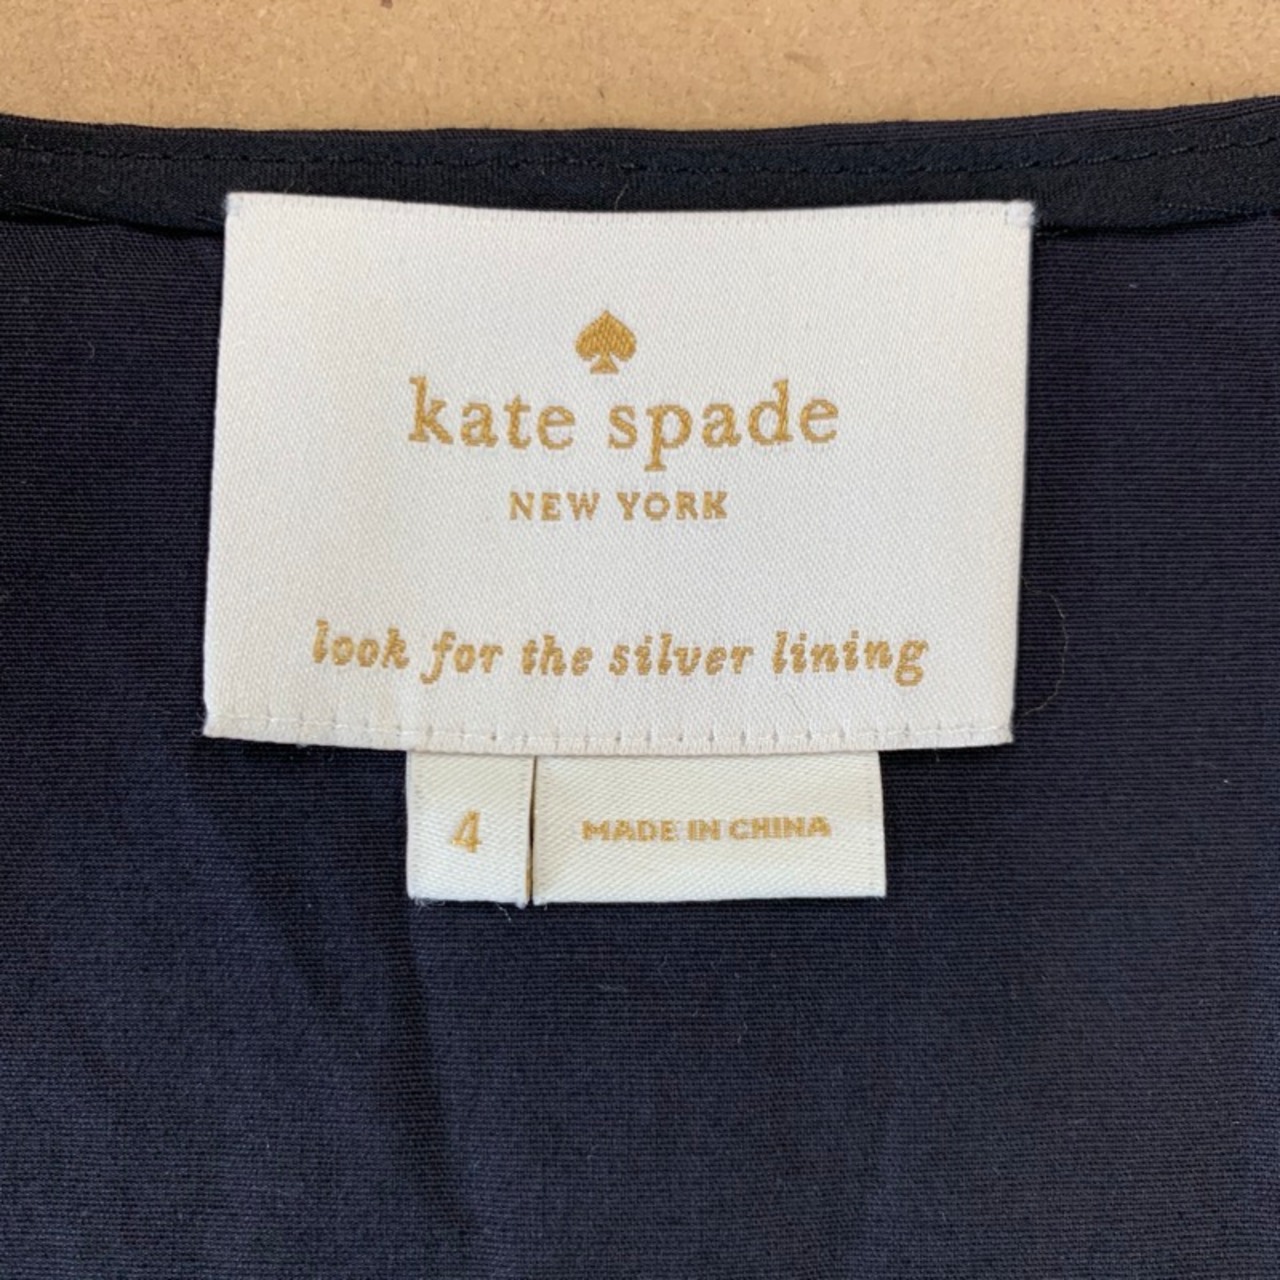 kate spade
NEW YORK
look for the silver lining
4
MADE IN CHINA